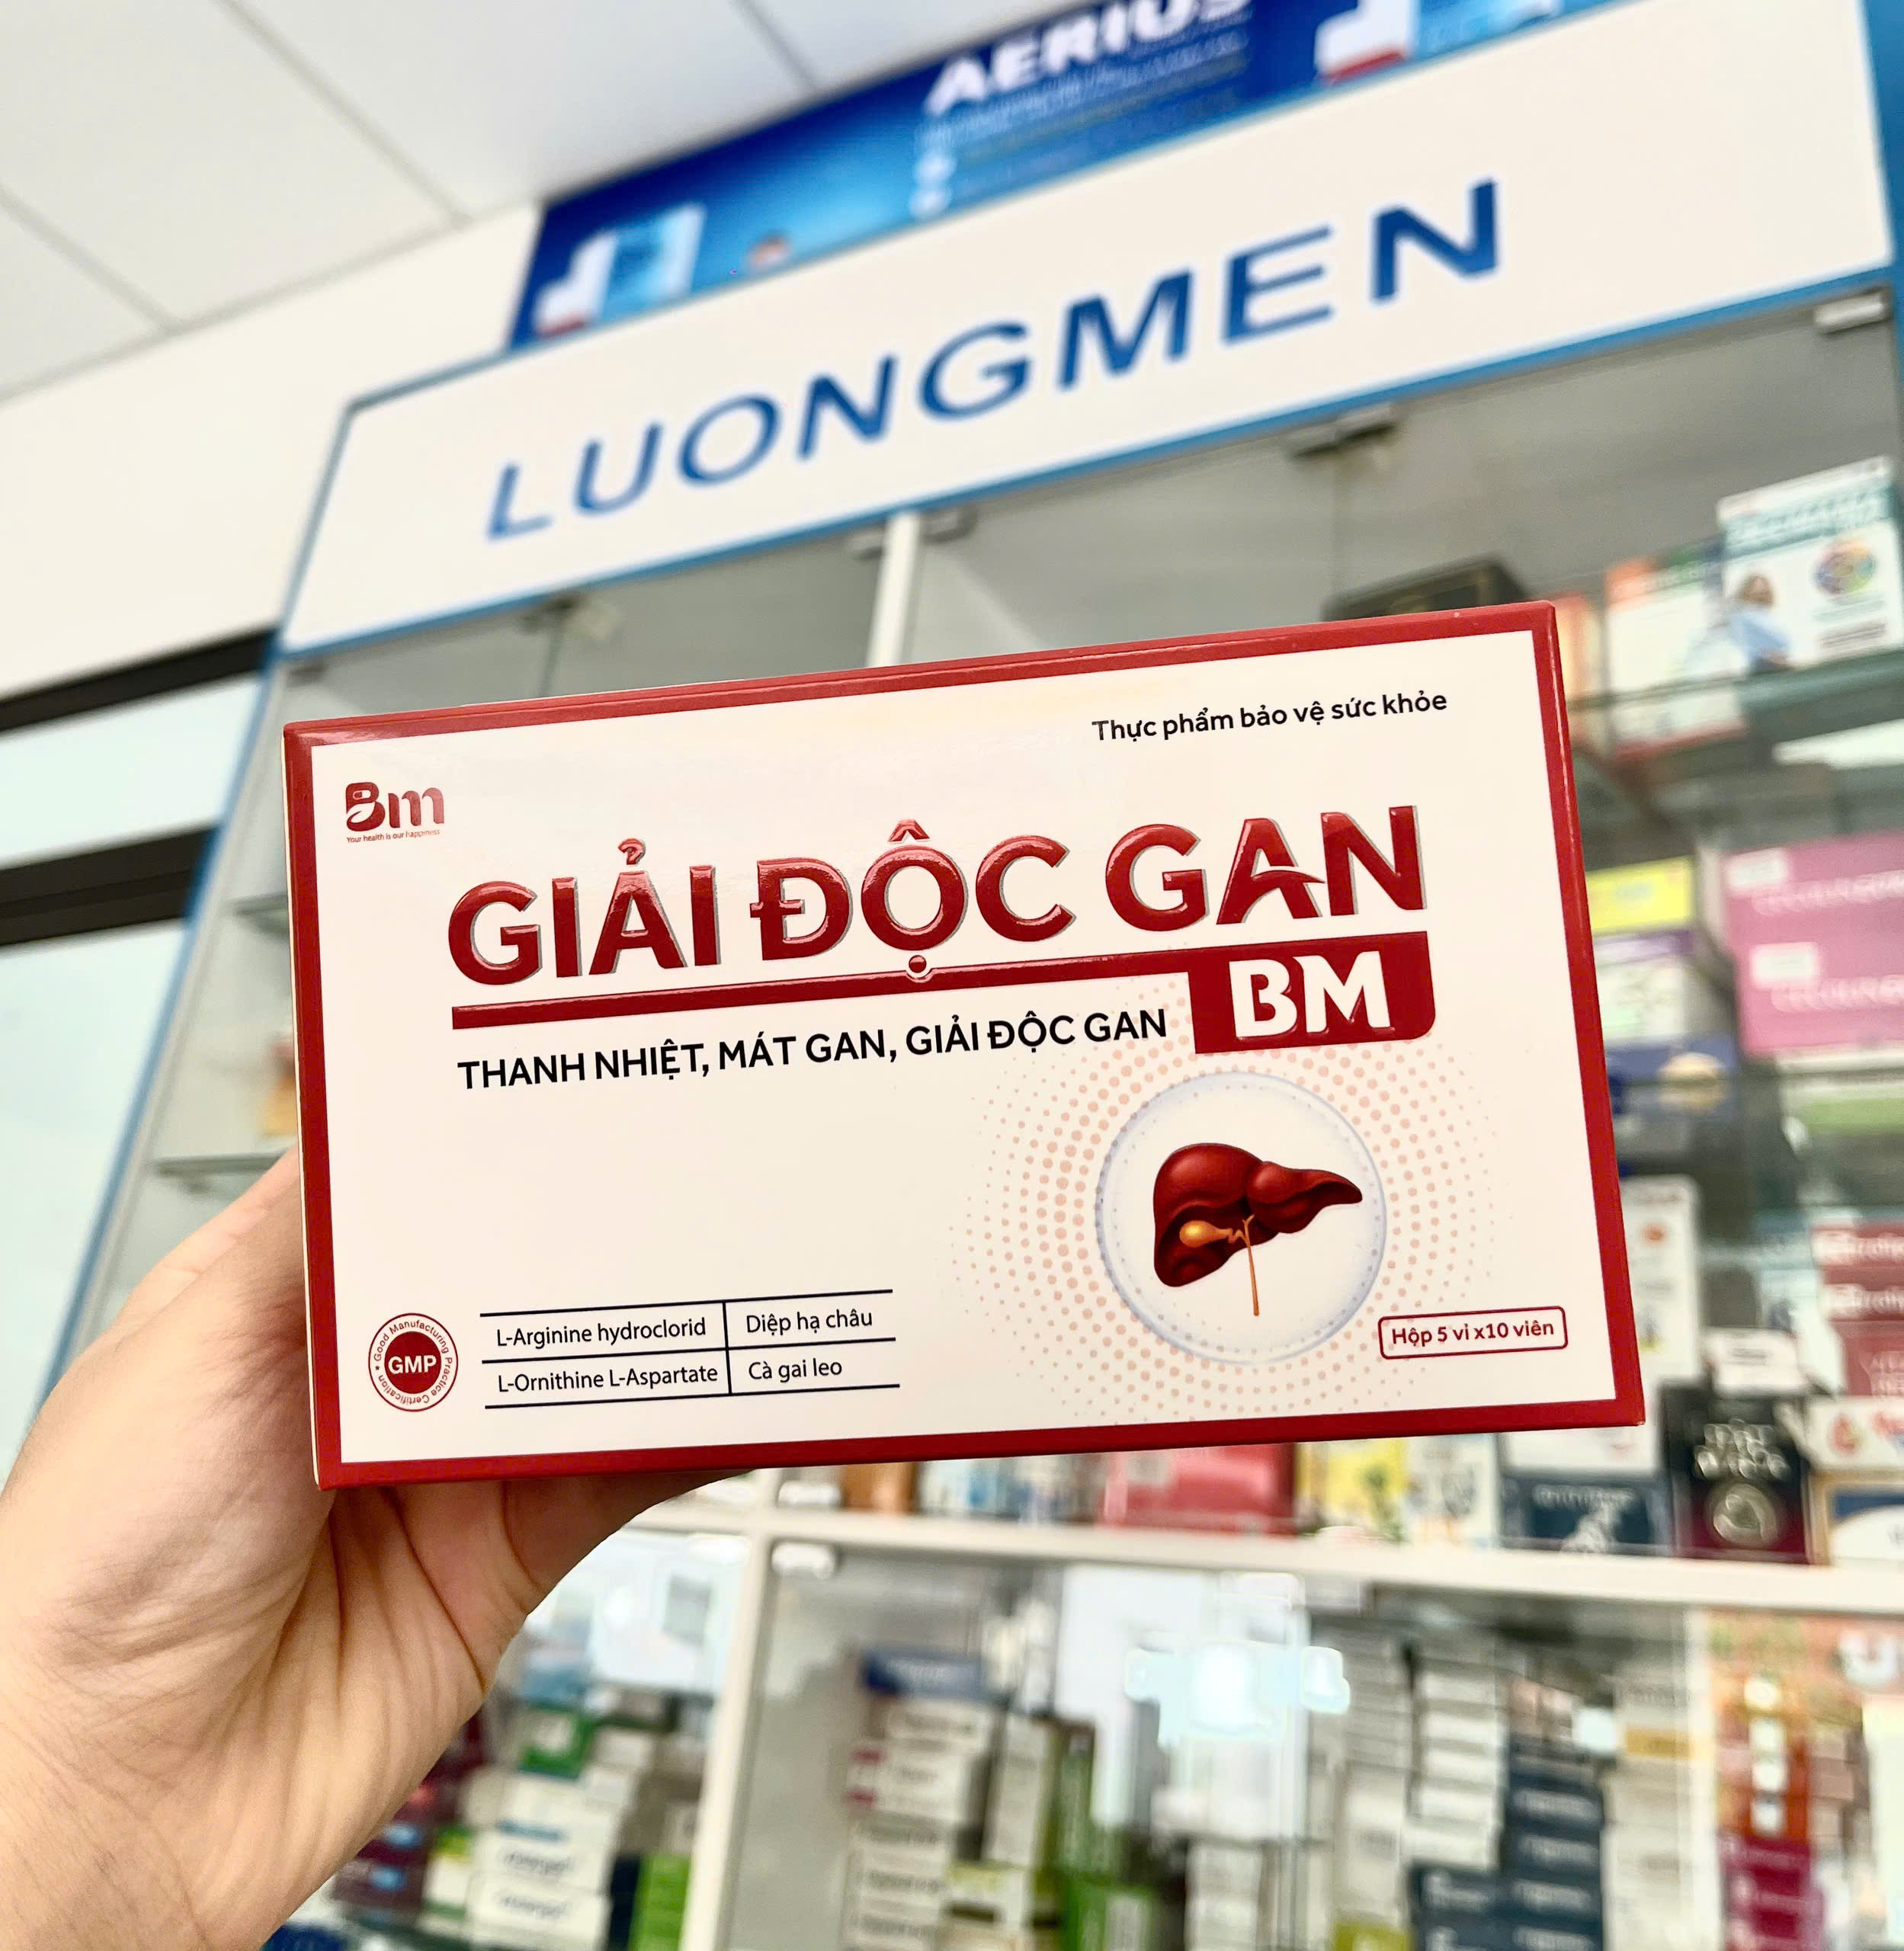 AERIUS
LUONGMEN
Thực phẩm bảo vệ sức khỏe
Bm
Your health is our happiness
GIẢI ĐỘC GAN
BM
THANH NHIỆT, MÁT GAN, GIẢI ĐỘC GAN
L-Arginine hydroclorid
Diệp hạ châu
L-Ornithine L-Aspartate
Cà gai leo
Good Manufacturing Practice Certification
GMP
Hộp 5 vỉ x10 viên